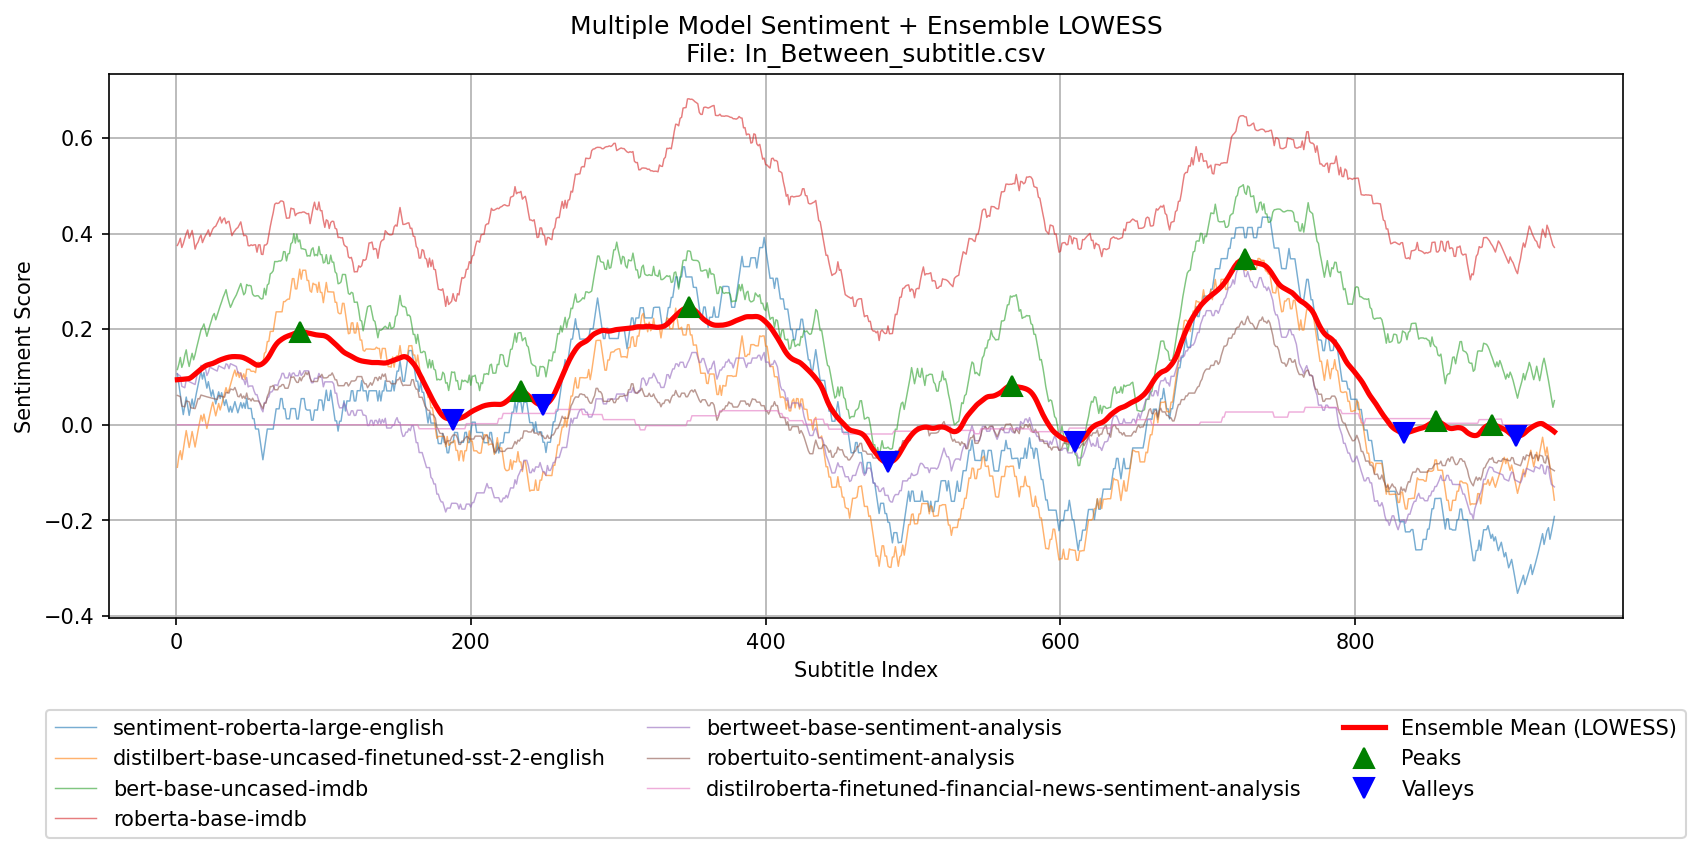 Multiple Model Sentiment + Ensemble LOWESS
File: In_Between_subtitle.csv
Sentiment Score
0.6
0.4
0.2
0.0
−0.2
−0.4
0
200
400
600
800
Subtitle Index
sentiment-roberta-large-english
distilbert-base-uncased-finetuned-sst-2-english
bert-base-uncased-imdb
roberta-base-imdb
bertweet-base-sentiment-analysis
robertuito-sentiment-analysis
distilroberta-finetuned-financial-news-sentiment-analysis
Ensemble Mean (LOWESS)
Peaks
Valleys